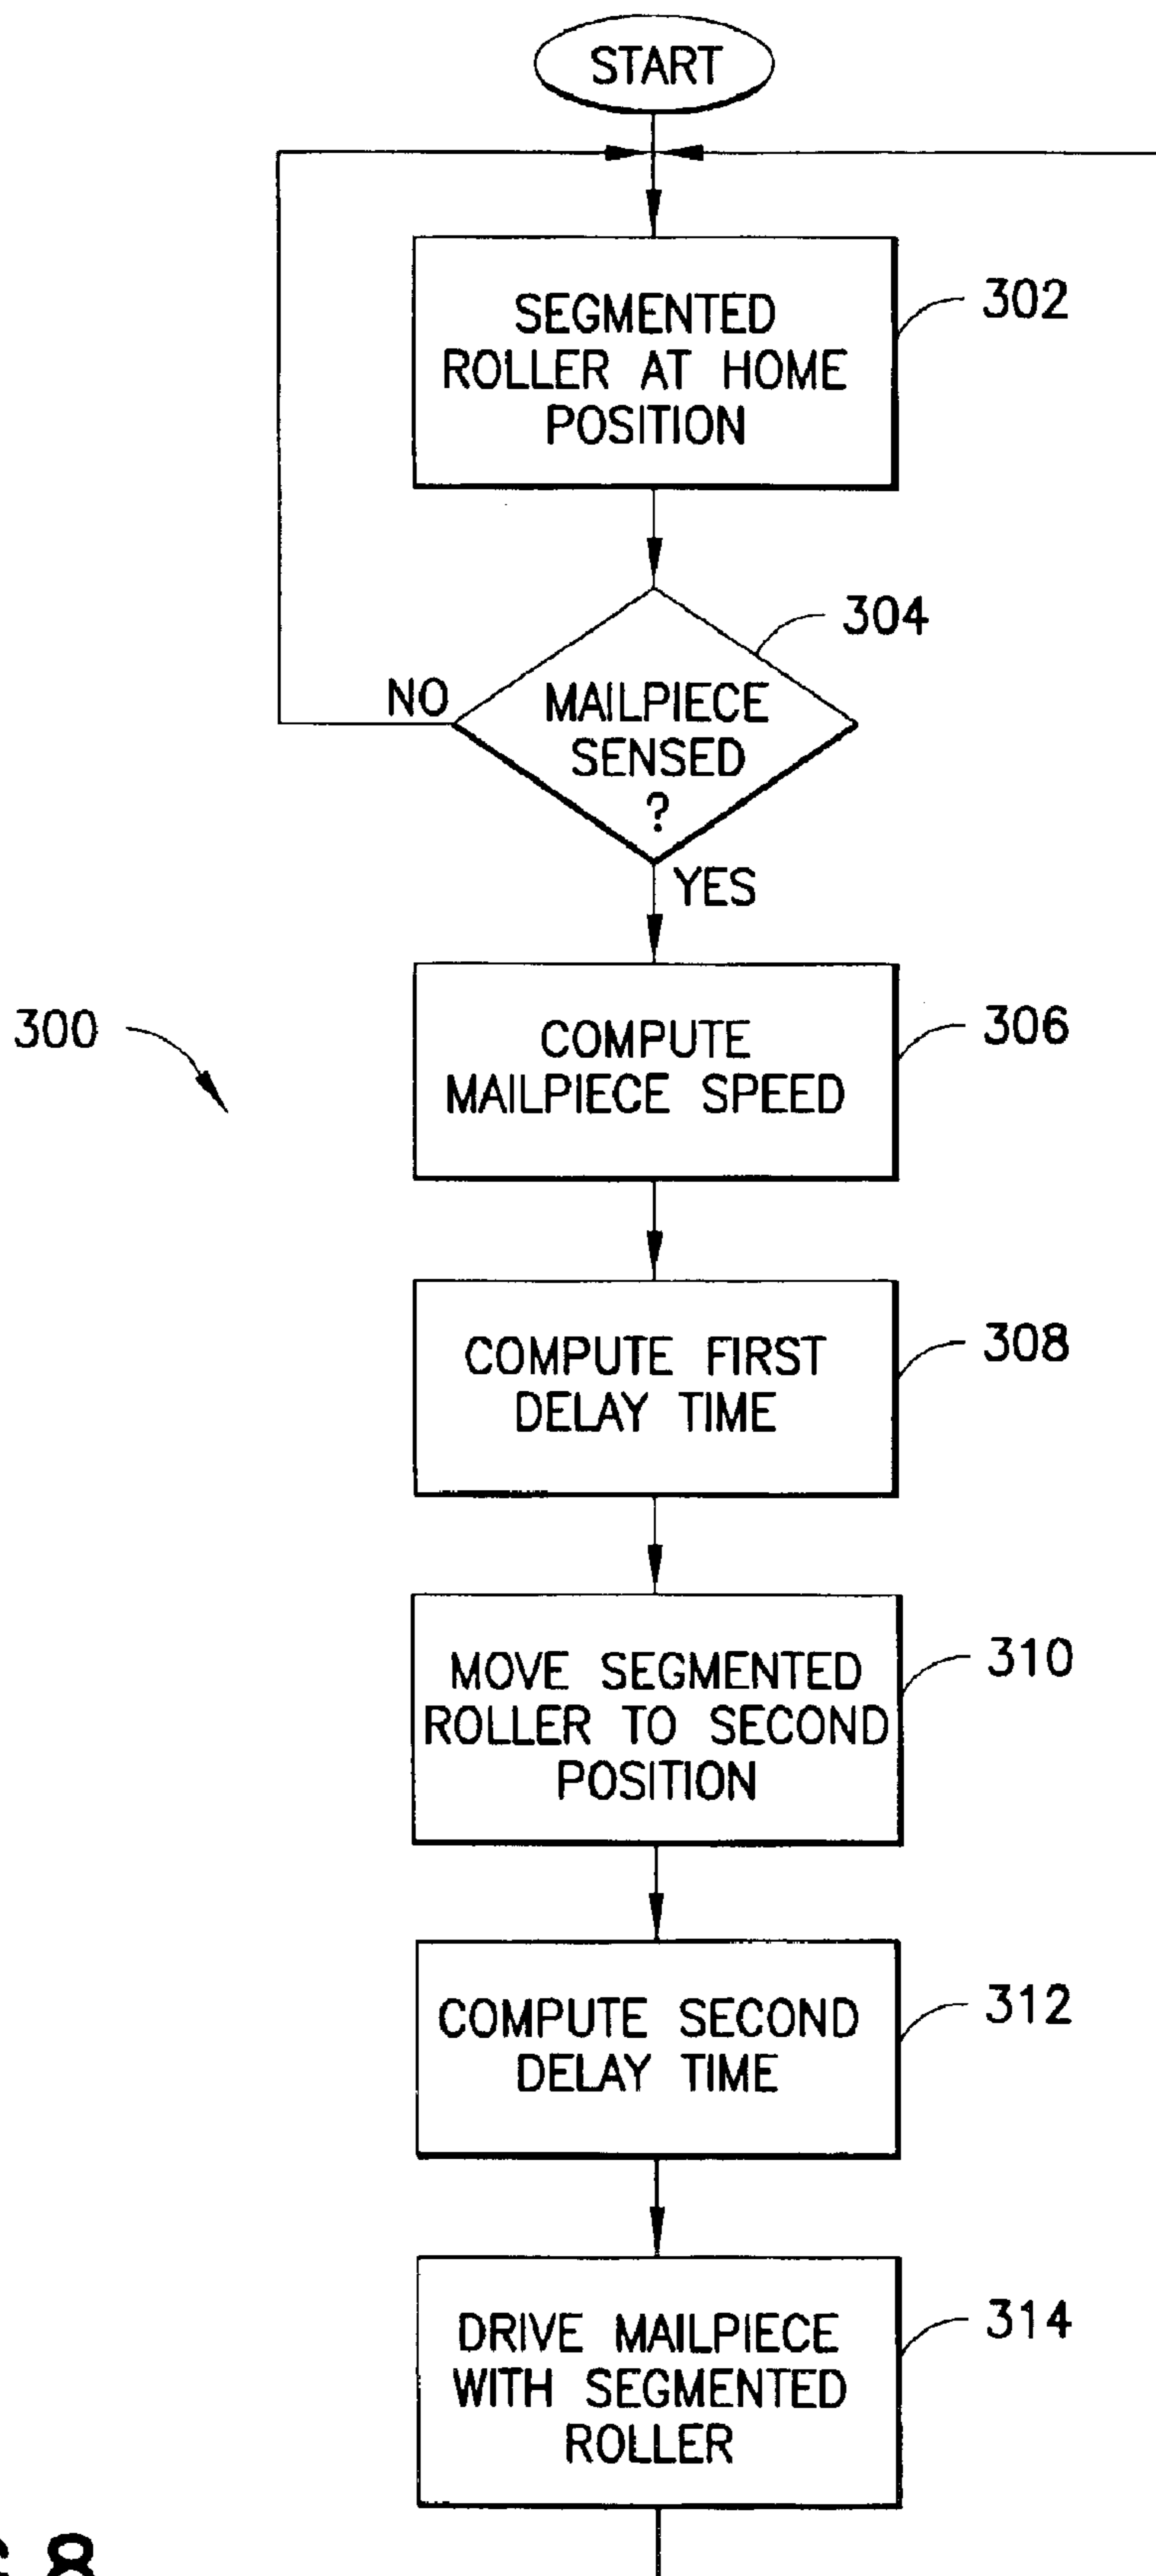 START
SEGMENTED
ROLLER AT HOME
POSITION
302
304
MAILPIECE
SENSED
?
NO
YES
300
COMPUTE
MAILPIECE SPEED
306
COMPUTE FIRST
DELAY TIME
308
MOVE SEGMENTED
ROLLER TO SECOND
POSITION
310
COMPUTE SECOND
DELAY TIME
312
DRIVE MAILPIECE
WITH SEGMENTED
ROLLER
314
8